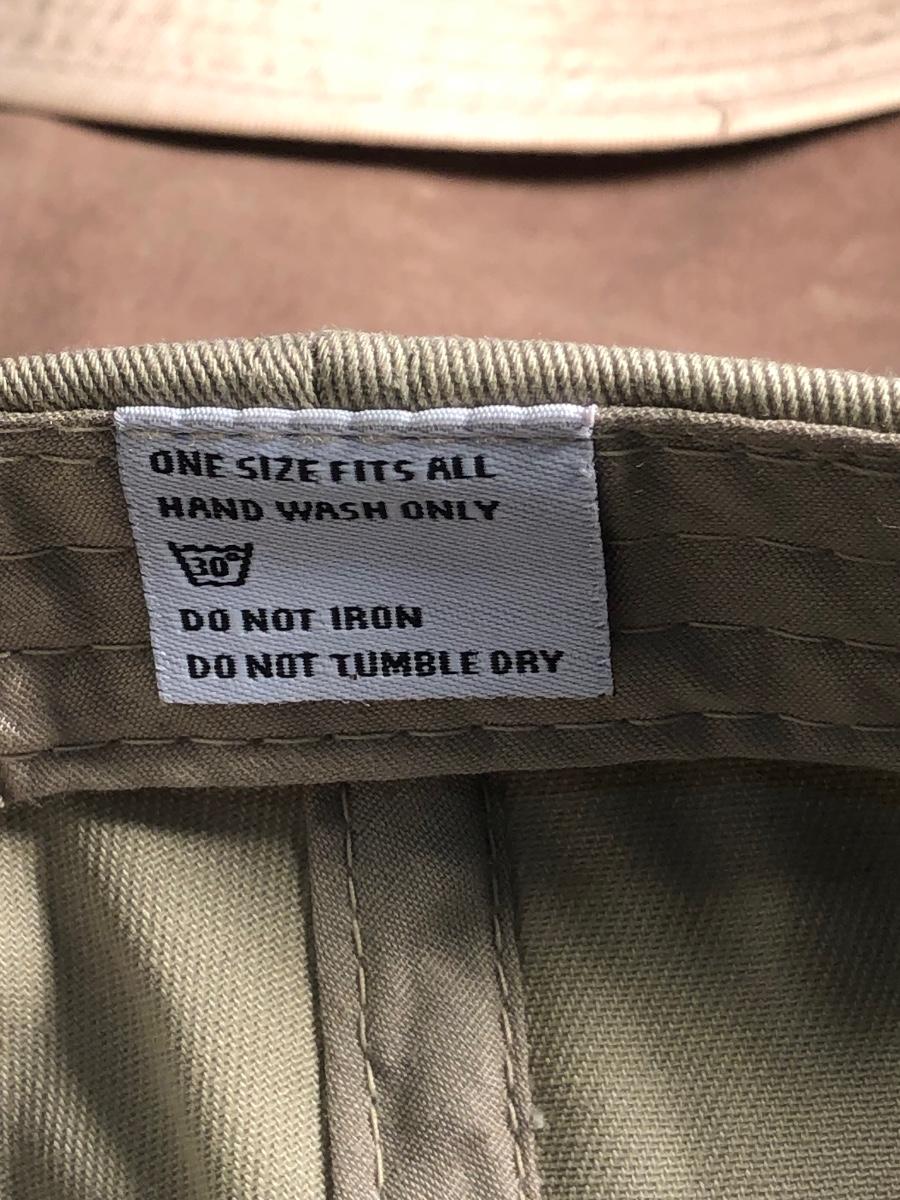 ONE SIZE FITS ALL
HAND WASH ONLY
30°
DO NOT IRON
DO NOT TUMBLE DRY